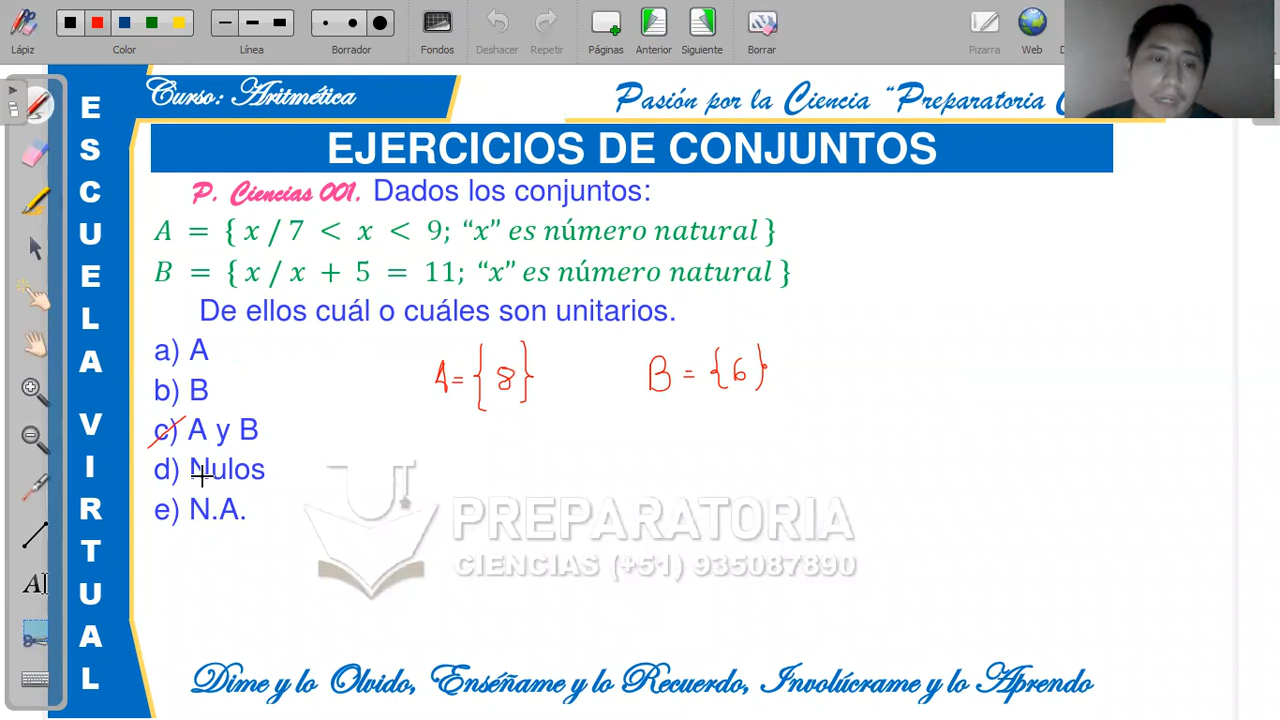 Lápiz
Color
Línea
Borrador
Fondos
Deshacer
Repetir
Páginas
Anterior
Siguiente
Borrar
Pizarra
Web
Curso: Aritmética
Pasión por la Ciencia “Preparatoria
ESCUELA VIRTUAL
EJERCICIOS DE CONJUNTOS
P. Ciencias 001. Dados los conjuntos:
A = { x / 7 < x < 9; “x” es número natural }
B = { x / x + 5 = 11; “x” es número natural }
De ellos cuál o cuáles son unitarios.
a) A
A = {8}
B = {6}
b) B
c) A y B
d) Nulos
e) N.A.
PREPARATORIA
CIENCIAS (+51) 935087890
AI
Dime y lo Olvido, Enséñame y lo Recuerdo, Involúcrame y lo Aprendo